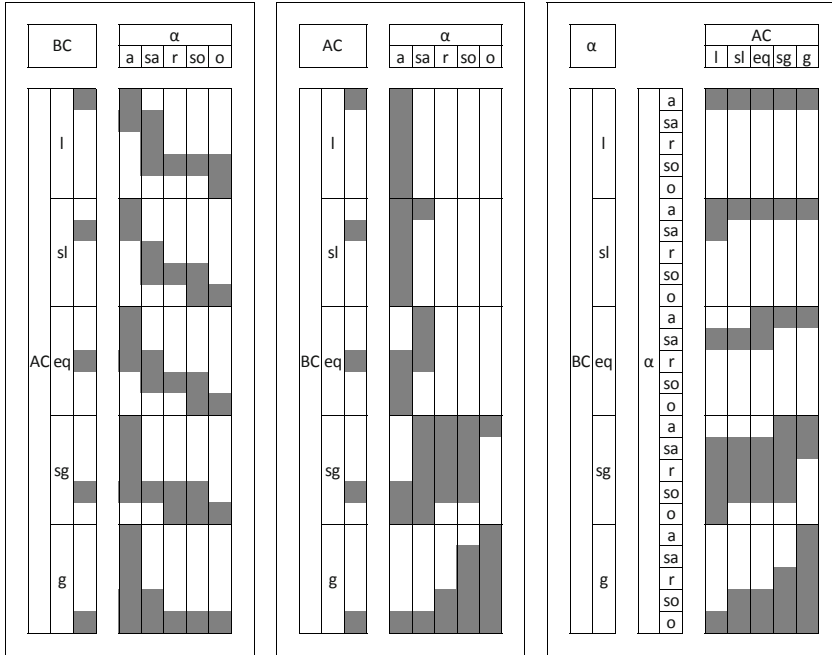 BC α AC α α AC
a sa r so o a sa r so o l sl eq sg g
a
sa
l l l r
so
o
a
sa
sl sl sl r
so
o
a
sa
AC eq BC eq BC eq α r
so
o
a
sa
sg sg sg r
so
o
a
sa
g g g r
so
o